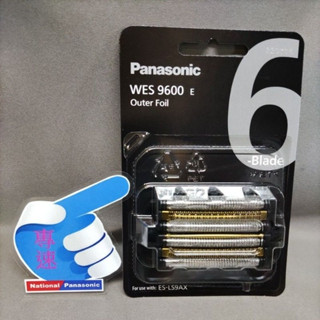 Panasonic
WES 9600 E
Outer Foil
6
-Blade
For use with: ES-LS9AX
專速
National Panasonic